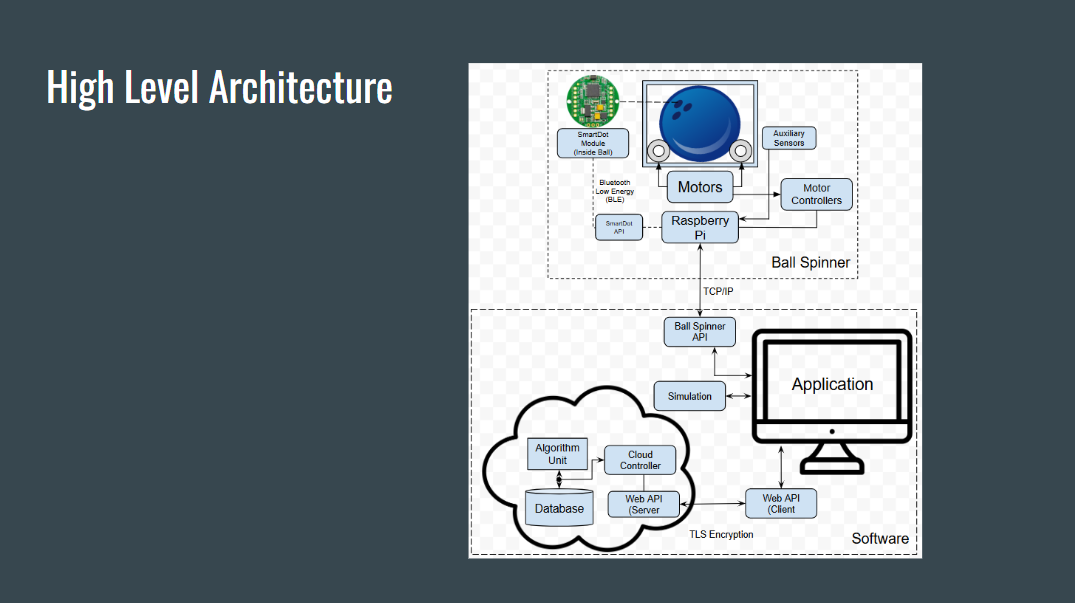 High Level Architecture
SmartDot
Module
(Inside Ball)
Auxiliary
Sensors
Bluetooth
Low Energy
(BLE)
Motors
Motor
Controllers
SmartDot
API
Raspberry
Pi
Ball Spinner
TCP/IP
Ball Spinner
API
Application
Simulation
Algorithm
Unit
Cloud
Controller
Database
Web API
(Server
Web API
(Client
TLS Encryption
Software